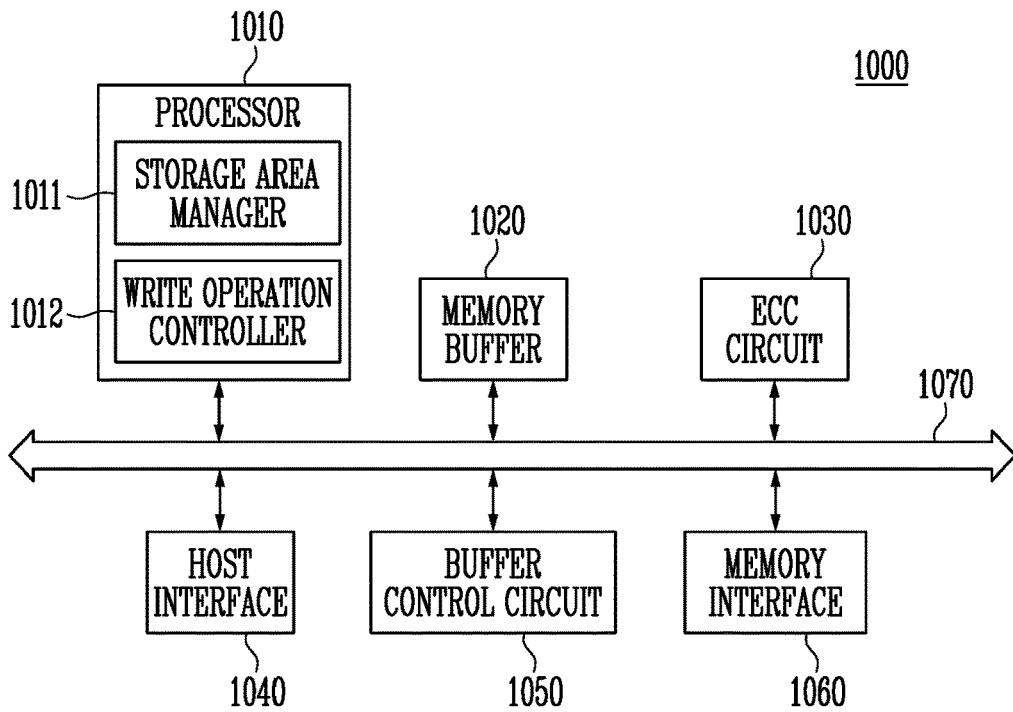 1010
1000
PROCESSOR
1011
STORAGE AREA
MANAGER
1012
WRITE OPERATION
CONTROLLER
1020
MEMORY
BUFFER
1030
ECC
CIRCUIT
1070
HOST
INTERFACE
BUFFER
CONTROL CIRCUIT
MEMORY
INTERFACE
1040
1050
1060